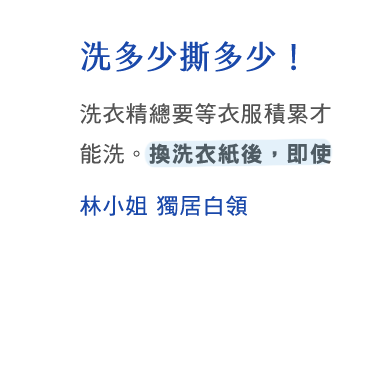 洗多少撕多少！
洗衣精總要等衣服積累才
能洗。換洗衣紙後，即使
林小姐 獨居白領